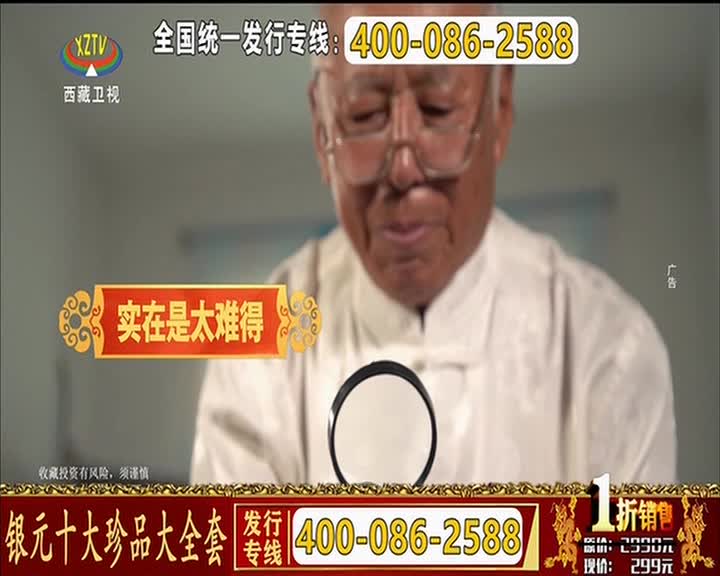 XZTV
西藏卫视
全国统一发行专线：400-086-2588
广告
实在是太难得
收藏投资有风险，须谨慎
银元十大珍品大全套
发行专线
400-086-2588
1折销售
原价：2990元
现价：299元